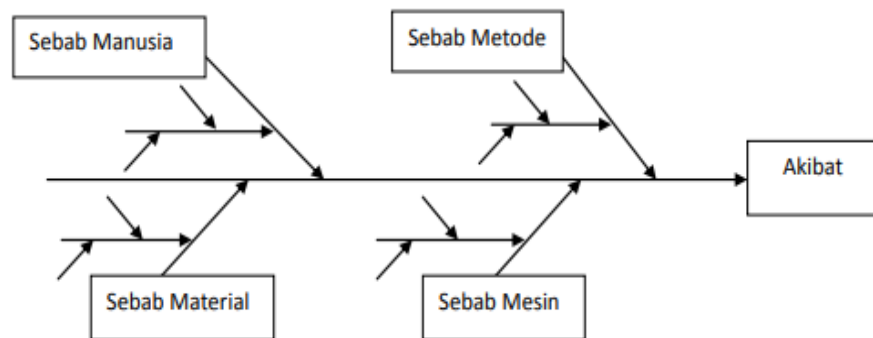 Sebab Manusia
Sebab Metode
Akibat
Sebab Material
Sebab Mesin